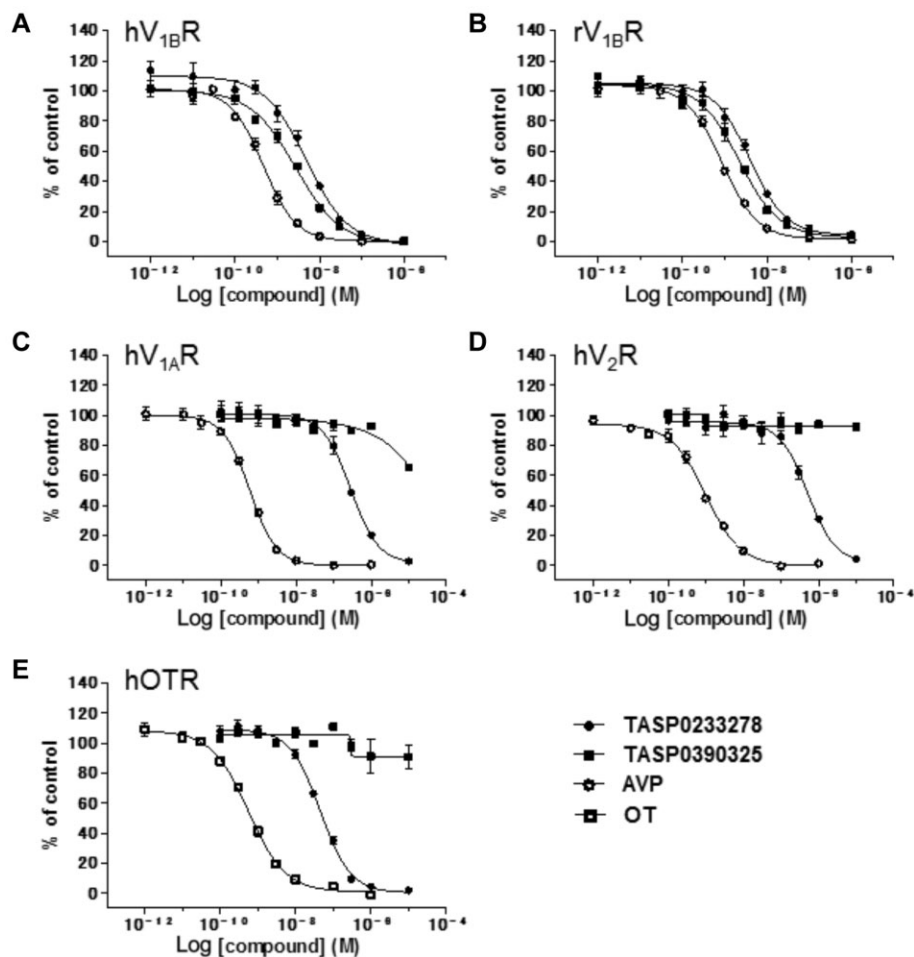 A hV1BR
140
120
100
80
60
40
20
0
% of control
10−12 10−10 10−8 10−6
Log [compound] (M)
B rV1BR
140
120
100
80
60
40
20
0
% of control
10−12 10−10 10−8 10−6
Log [compound] (M)
C hV1AR
140
120
100
80
60
40
20
0
% of control
10−12 10−10 10−8 10−6 10−4
Log [compound] (M)
D hV2R
140
120
100
80
60
40
20
0
% of control
10−12 10−10 10−8 10−6 10−4
Log [compound] (M)
E hOTR
140
120
100
80
60
40
20
0
% of control
10−12 10−10 10−8 10−6 10−4
Log [compound] (M)
TASP0233278
TASP0390325
AVP
OT